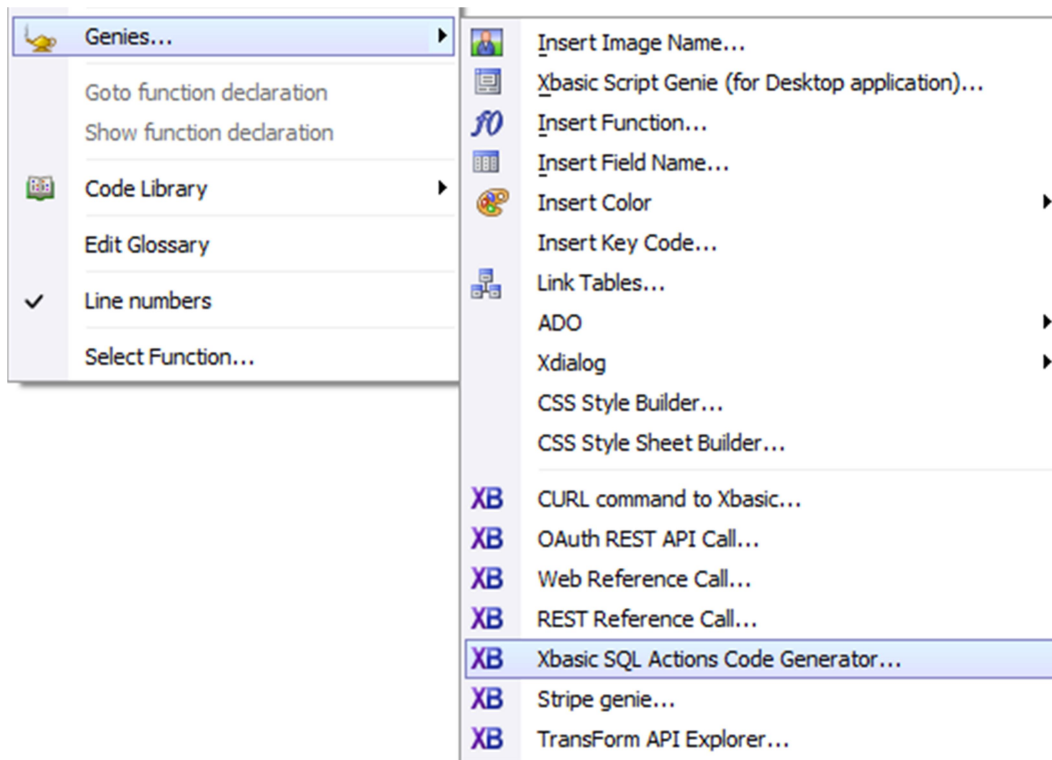 Genies...
Goto function declaration
Show function declaration
Code Library
Edit Glossary
Line numbers
Select Function...
Insert Image Name...
Xbasic Script Genie (for Desktop application)...
f() Insert Function...
Insert Field Name...
Insert Color
Insert Key Code...
Link Tables...
ADO
Xdialog
CSS Style Builder...
CSS Style Sheet Builder...
XB CURL command to Xbasic...
XB OAuth REST API Call...
XB Web Reference Call...
XB REST Reference Call...
XB Xbasic SQL Actions Code Generator...
XB Stripe genie...
XB TransForm API Explorer...